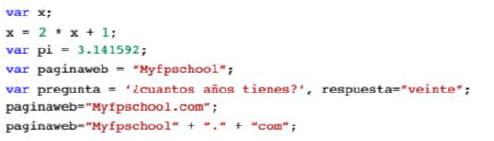 var x;
x = 2 * x + 1;
var pi = 3.141592;
var paginaweb = “Myfpschool”;
var pregunta = ‘¿cuantos años tienes?’, respuesta=“veinte”;
paginaweb=“Myfpschool.com”;
paginaweb=“Myfpschool” + “.” + “com”;